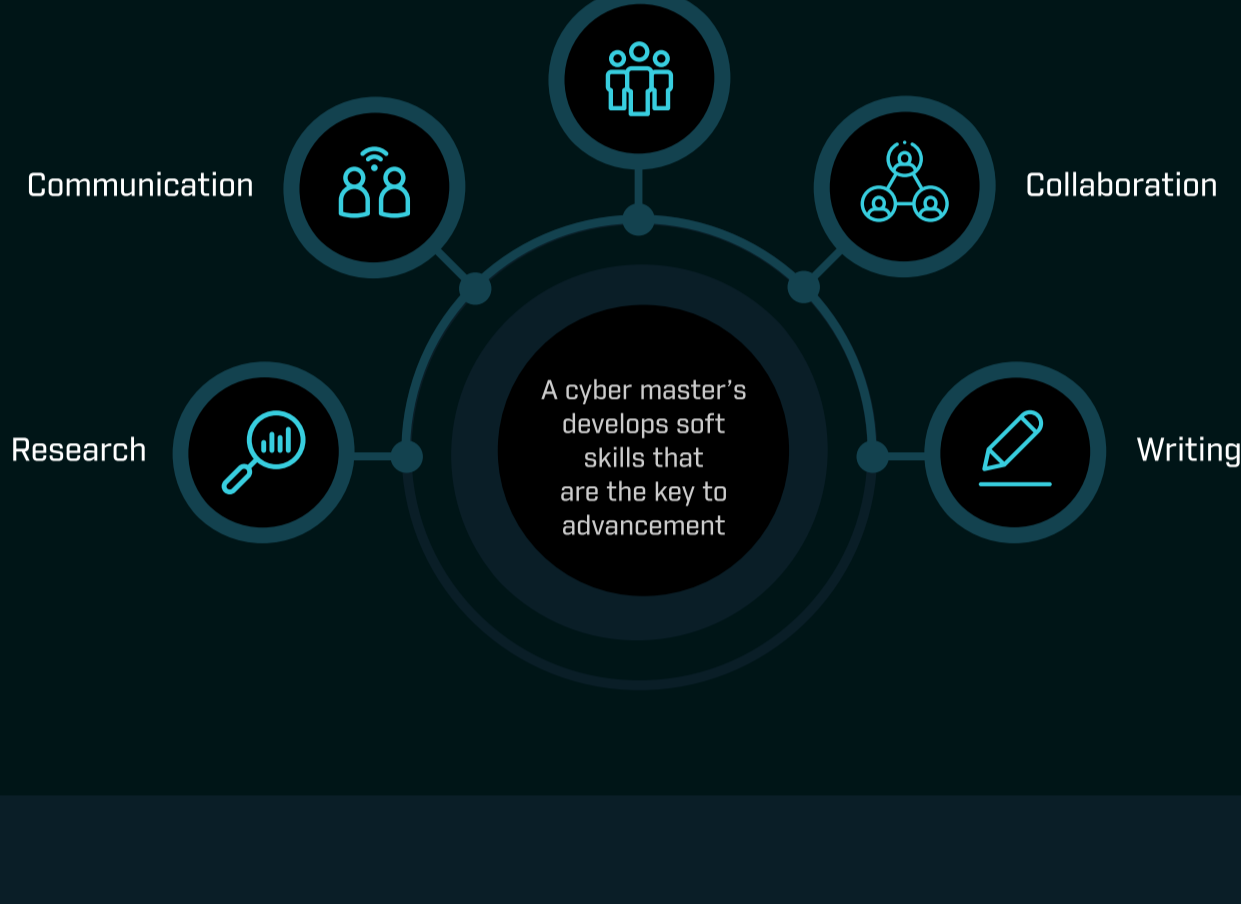 Communication
Collaboration
Research
A cyber master’s
develops soft
skills that
are the key to
advancement
Writing